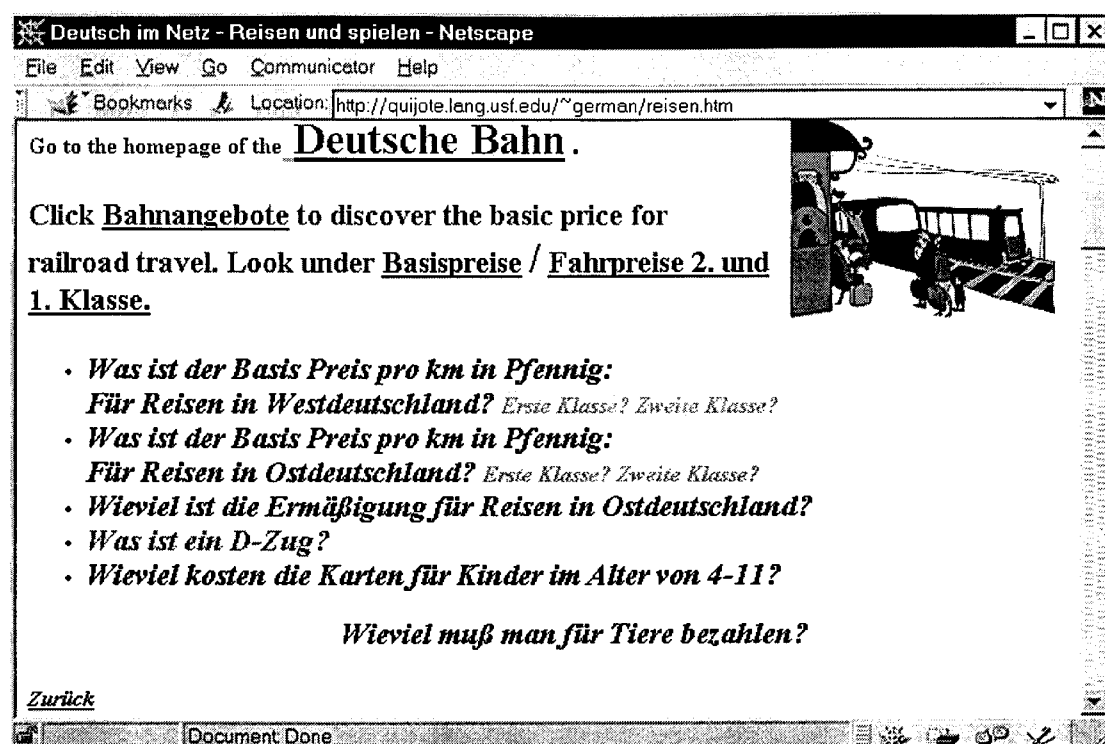 Deutsch im Netz - Reisen und spielen - Netscape
File Edit View Go Communicator Help
Bookmarks Location: http://quijote.lang.usf.edu/~german/reisen.htm
Go to the homepage of the Deutsche Bahn .
Click Bahnangebote to discover the basic price for
railroad travel. Look under Basispreise / Fahrpreise 2. und
1. Klasse.
• Was ist der Basis Preis pro km in Pfennig:
Für Reisen in Westdeutschland? Erste Klasse? Zweite Klasse?
• Was ist der Basis Preis pro km in Pfennig:
Für Reisen in Ostdeutschland? Erste Klasse? Zweite Klasse?
• Wieviel ist die Ermäßigung für Reisen in Ostdeutschland?
• Was ist ein D-Zug?
• Wieviel kosten die Karten für Kinder im Alter von 4-11?
Wieviel muß man für Tiere bezahlen?
Zurück
Document Done